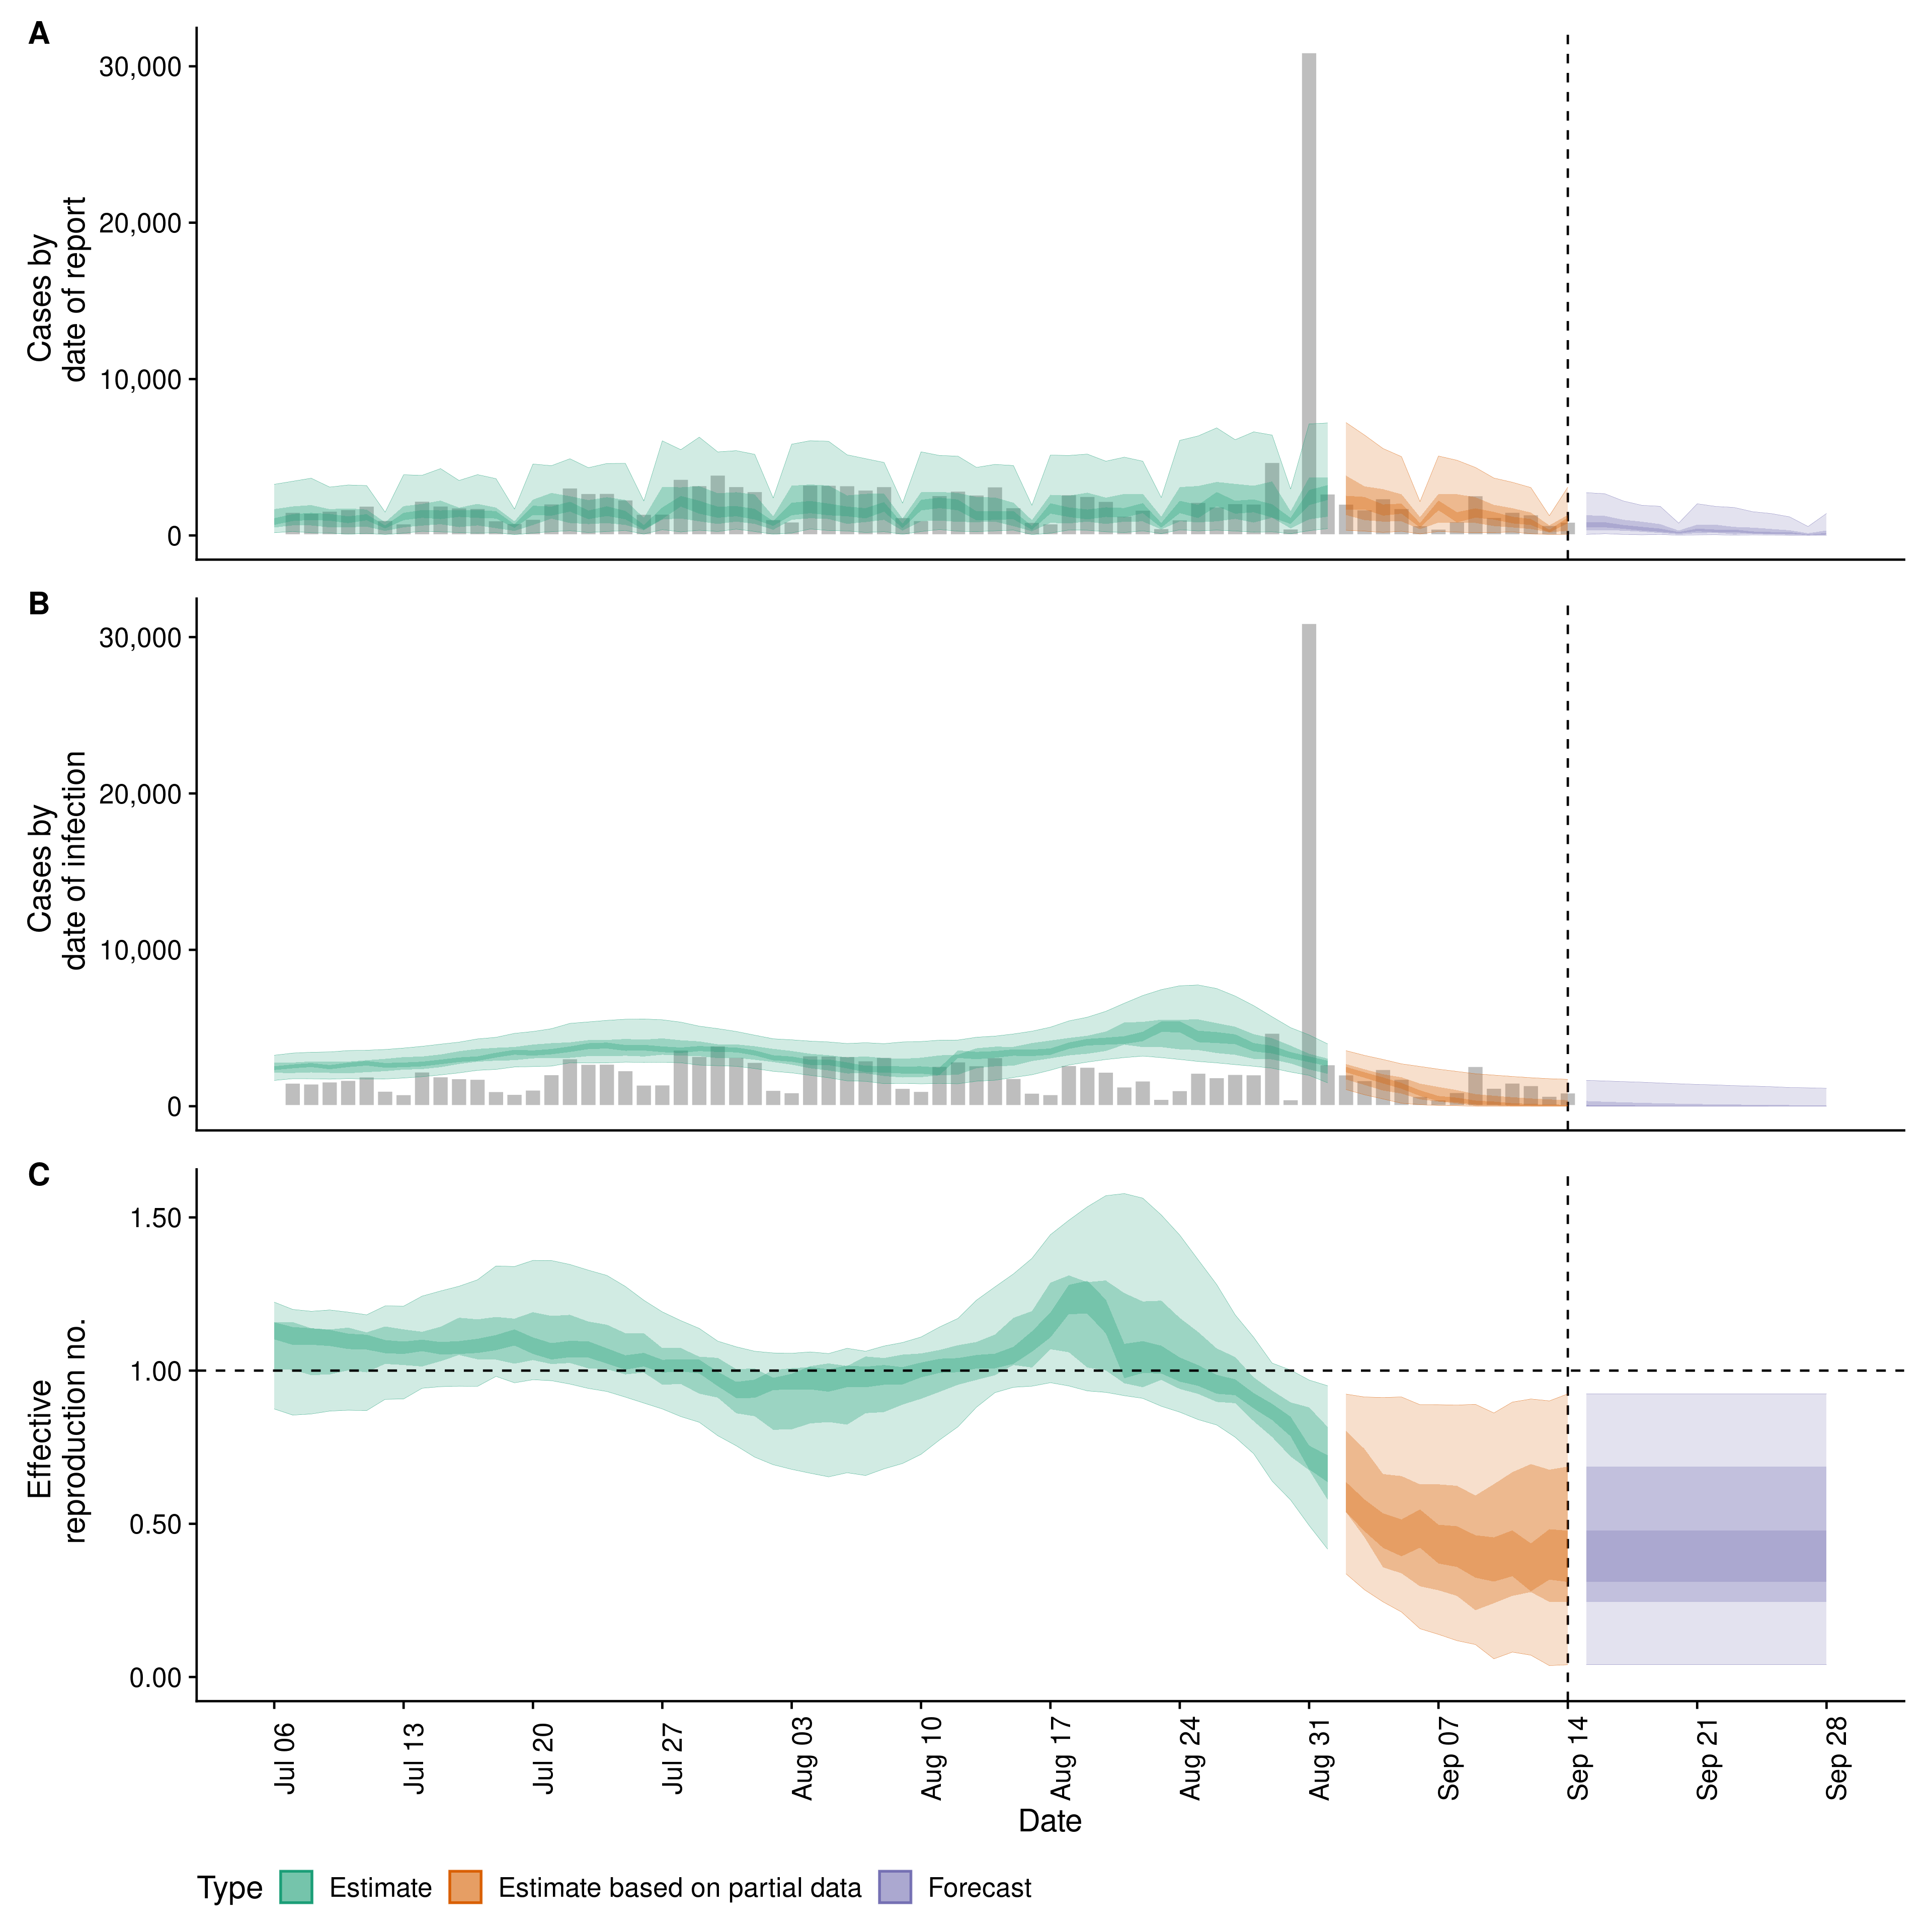 A
30,000
20,000
10,000
0
Cases by
date of report
B
30,000
20,000
10,000
0
Cases by
date of infection
C
1.50
1.00
0.50
0.00
Effective
reproduction no.
Jul 06
Jul 13
Jul 20
Jul 27
Aug 03
Aug 10
Aug 17
Aug 24
Aug 31
Sep 07
Sep 14
Sep 21
Sep 28
Date
Type Estimate Estimate based on partial data Forecast